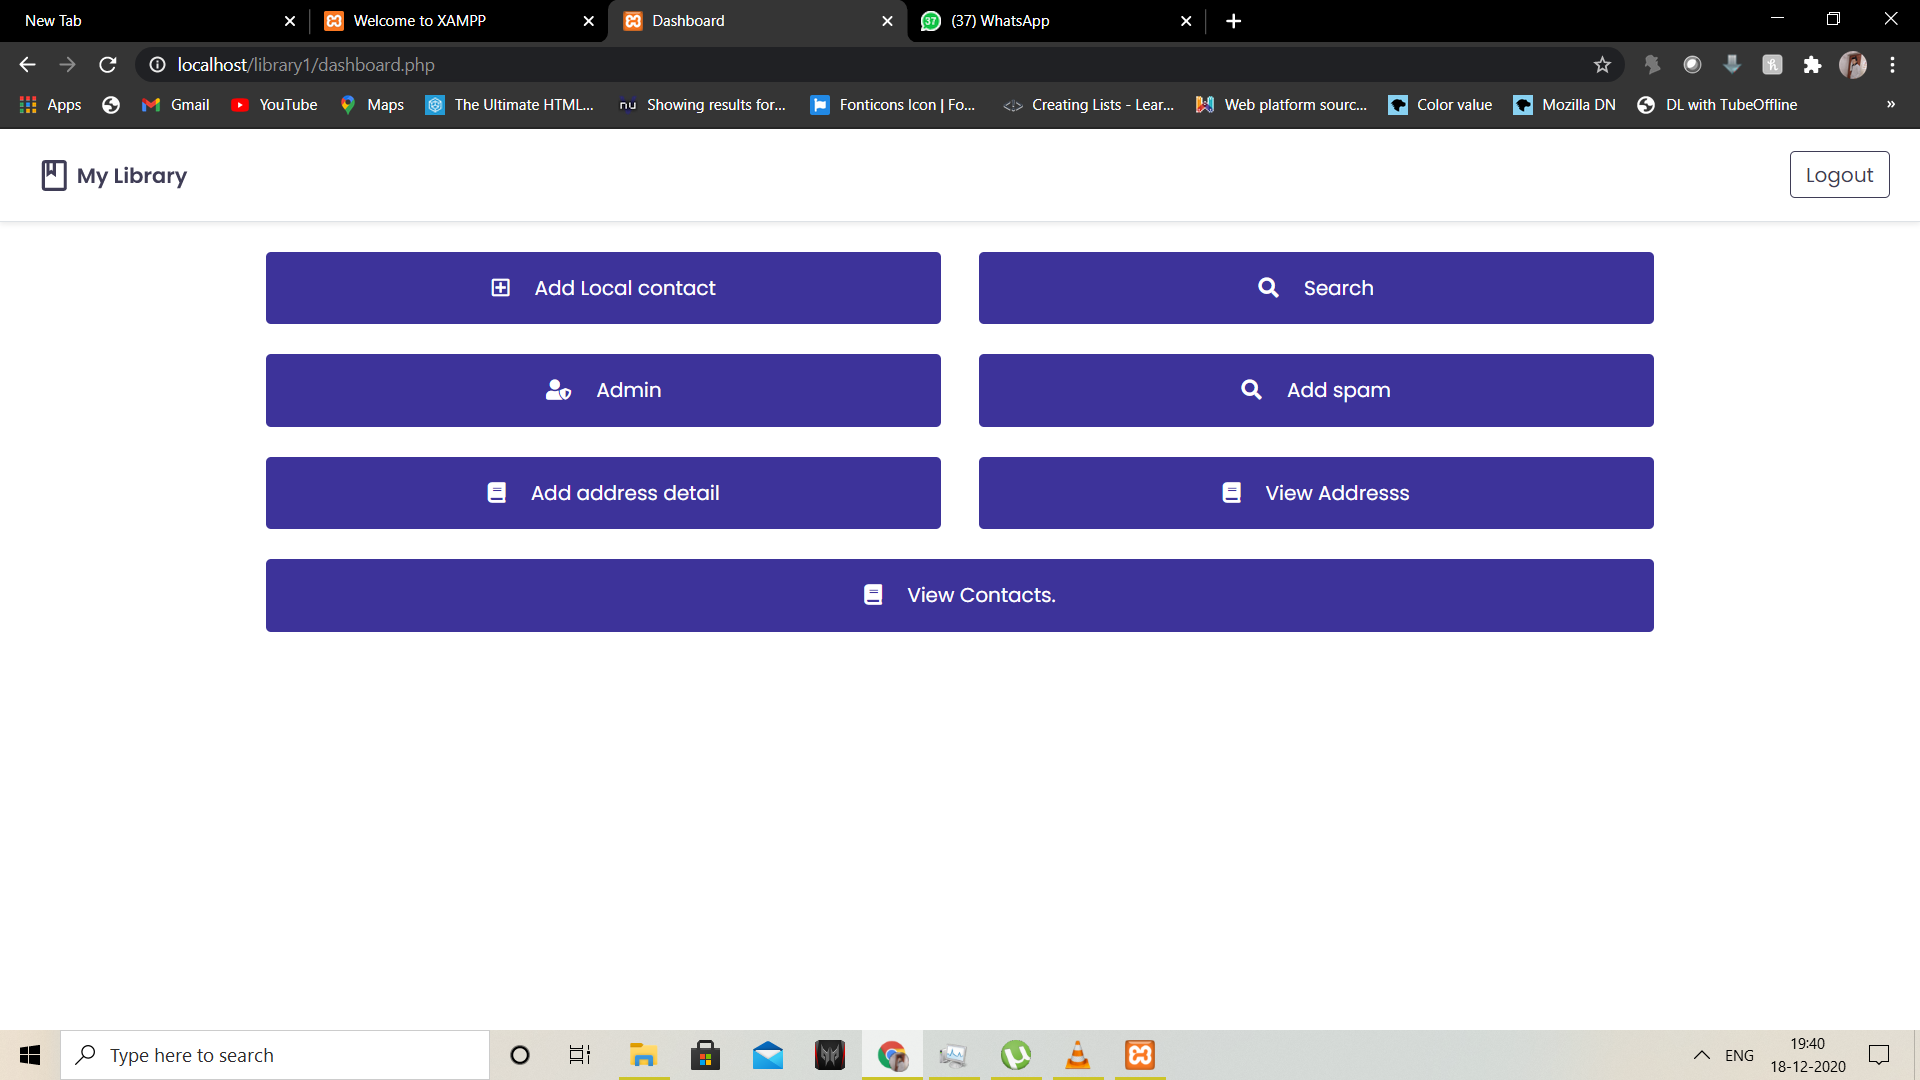 New Tab
Welcome to XAMPP
Dashboard
37
(37) WhatsApp
localhost/library1/dashboard.php
Apps
Gmail
YouTube
Maps
The Ultimate HTML...
nu
Showing results for...
Fonticons Icon | Fo...
Creating Lists - Lear...
Web platform sourc...
Color value
Mozilla DN
DL with TubeOffline
»
My Library
Logout
Add Local contact
Search
Admin
Add spam
Add address detail
View Addresss
View Contacts.
Type here to search
ENG
19:40
18-12-2020